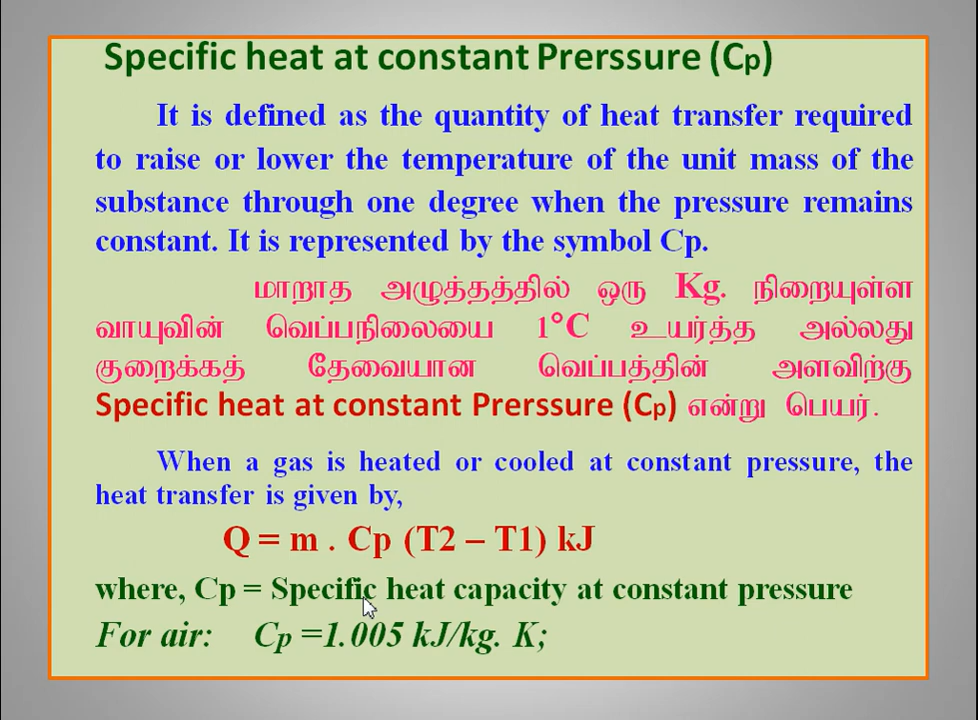 Specific heat at constant Prerssure (Cp)
It is defined as the quantity of heat transfer required
to raise or lower the temperature of the unit mass of the
substance through one degree when the pressure remains
constant. It is represented by the symbol Cp.
மாறாத அழுத்தத்தில் ஒரு Kg. நிறையுள்ள
வாயுவின் வெப்பநிலையை 1°C உயர்த்த அல்லது
குறைக்கத் தேவையான வெப்பத்தின் அளவிற்கு
Specific heat at constant Prerssure (Cp) என்று பெயர்.
When a gas is heated or cooled at constant pressure, the
heat transfer is given by,
Q = m . Cp (T2 – T1) kJ
where, Cp = Specific heat capacity at constant pressure
For air: Cp =1.005 kJ/kg. K;